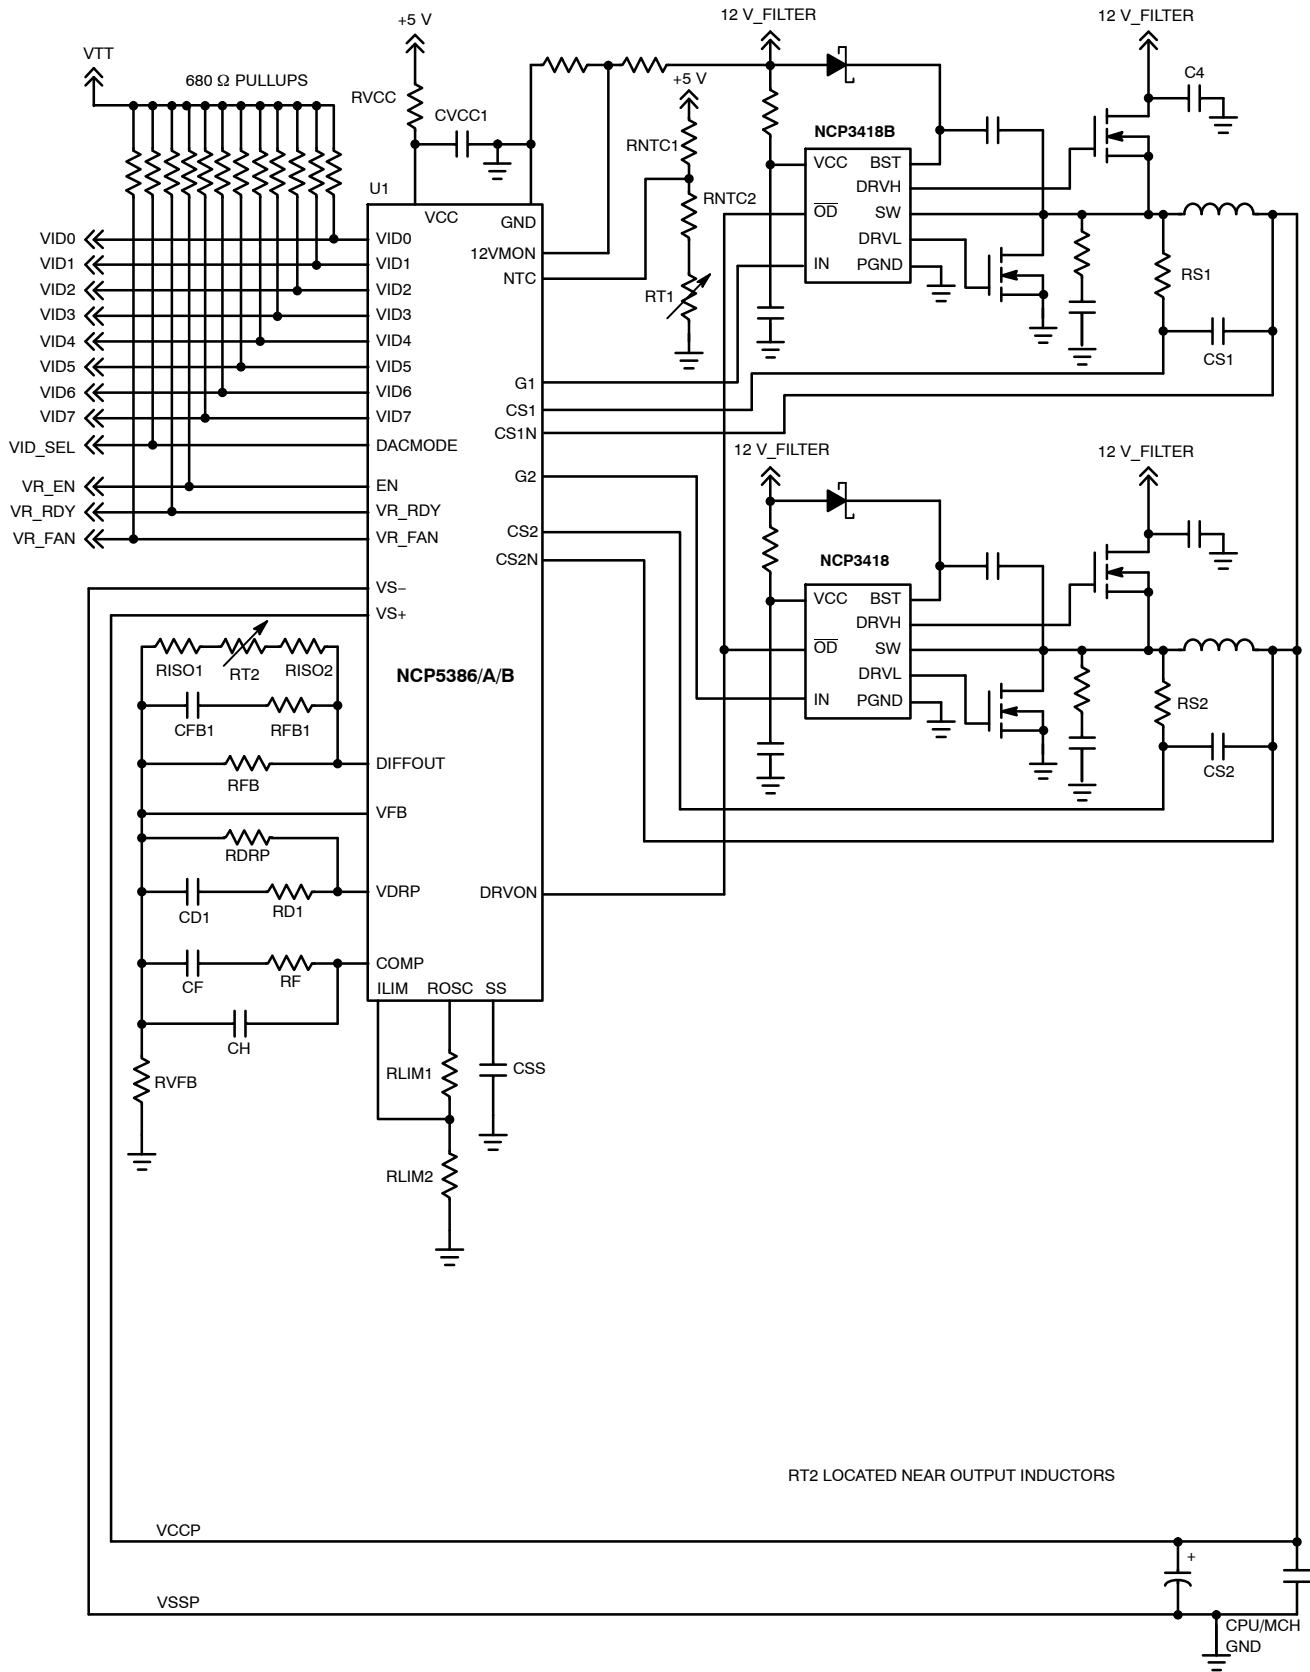 +5 V
12 V_FILTER
12 V_FILTER
VTT
680 Ω PULLUPS
RVCC
CVCC1
+5 V
C4
RNTC1
NCP3418B
VCC
BST
DRVH
OD
SW
DRVL
IN
PGND
U1
VCC
GND
RNTC2
12VMON
NTC
RT1
RS1
CS1
VID0
VID0
VID1
VID1
VID2
VID2
VID3
VID3
VID4
VID4
VID5
VID5
VID6
VID6
VID7
VID7
VID_SEL
DACMODE
VR_EN
EN
VR_RDY
VR_RDY
VR_FAN
VR_FAN
G1
CS1
CS1N
G2
CS2
CS2N
12 V_FILTER
12 V_FILTER
NCP3418
VCC
BST
DRVH
OD
SW
DRVL
IN
PGND
RS2
CS2
VS−
VS+
RISO1
RT2
RISO2
NCP5386/A/B
CFB1
RFB1
DIFFOUT
RFB
VFB
RDRP
VDRP
CD1
RD1
DRVON
COMP
CF
RF
ILIM
ROSC
SS
CH
RVFB
RLIM1
CSS
RLIM2
RT2 LOCATED NEAR OUTPUT INDUCTORS
VCCP
+
VSSP
CPU/MCH
GND